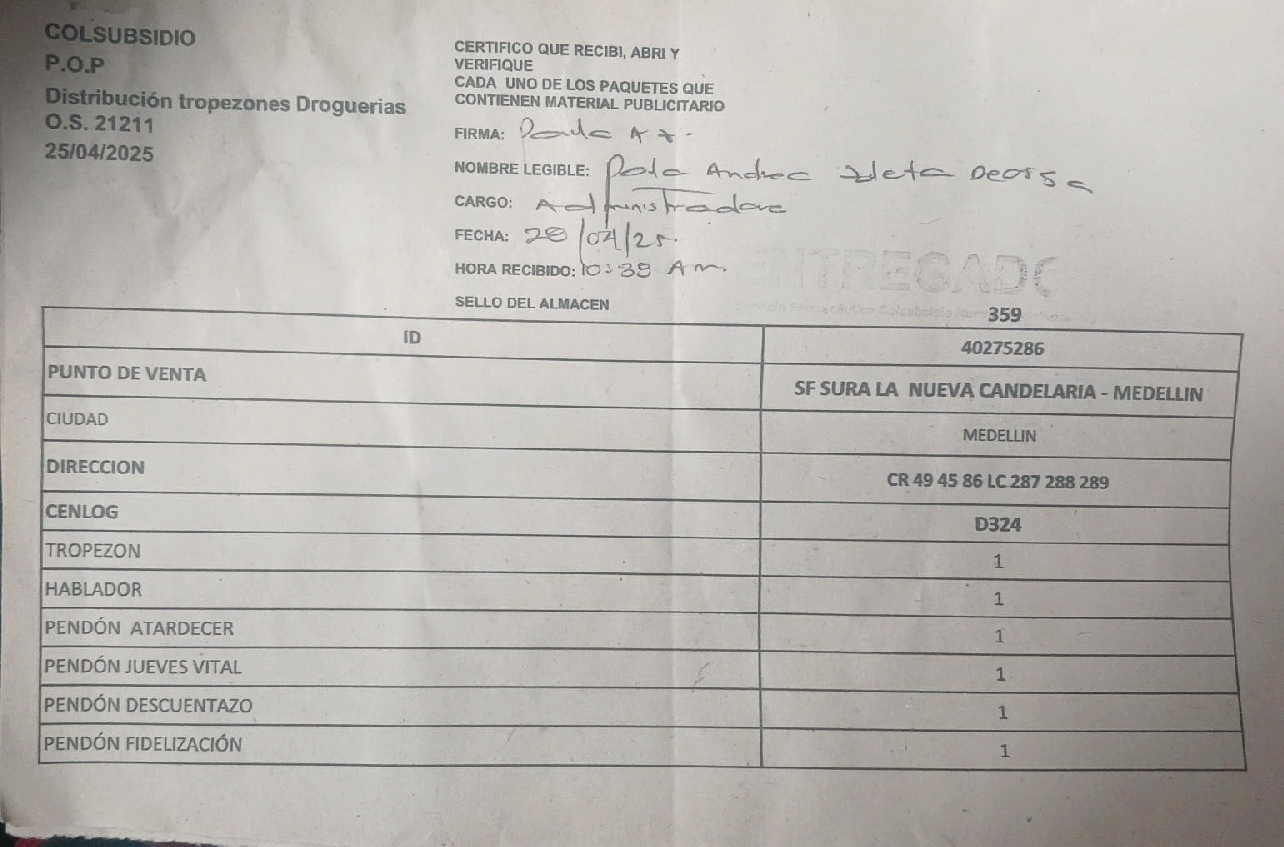 COLSUBSIDIO
P.O.P
Distribución tropezones Droguerias
O.S. 21211
25/04/2025
CERTIFICO QUE RECIBI, ABRI Y
VERIFIQUE
CADA UNO DE LOS PAQUETES QUE
CONTIENEN MATERIAL PUBLICITARIO
FIRMA: Paula A
NOMBRE LEGIBLE: Andrea
CARGO: Administradora
FECHA: 28/04/25.
HORA RECIBIDO: 10:38 Am.
ENTREGADO
SELLO DEL ALMACEN
359
ID 40275286
PUNTO DE VENTA SF SURA LA NUEVA CANDELARIA - MEDELLIN
CIUDAD MEDELLIN
DIRECCION CR 49 45 86 LC 287 288 289
CENLOG D324
TROPEZON 1
HABLADOR 1
PENDÓN ATARDECER 1
PENDÓN JUEVES VITAL 1
PENDÓN DESCUENTAZO 1
PENDÓN FIDELIZACIÓN 1